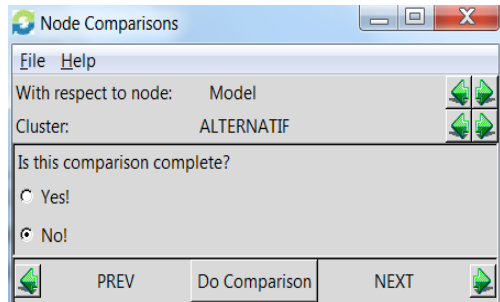 Node Comparisons
File Help
With respect to node: Model
Cluster: ALTERNATIF
Is this comparison complete?
Yes!
No!
PREV Do Comparison NEXT